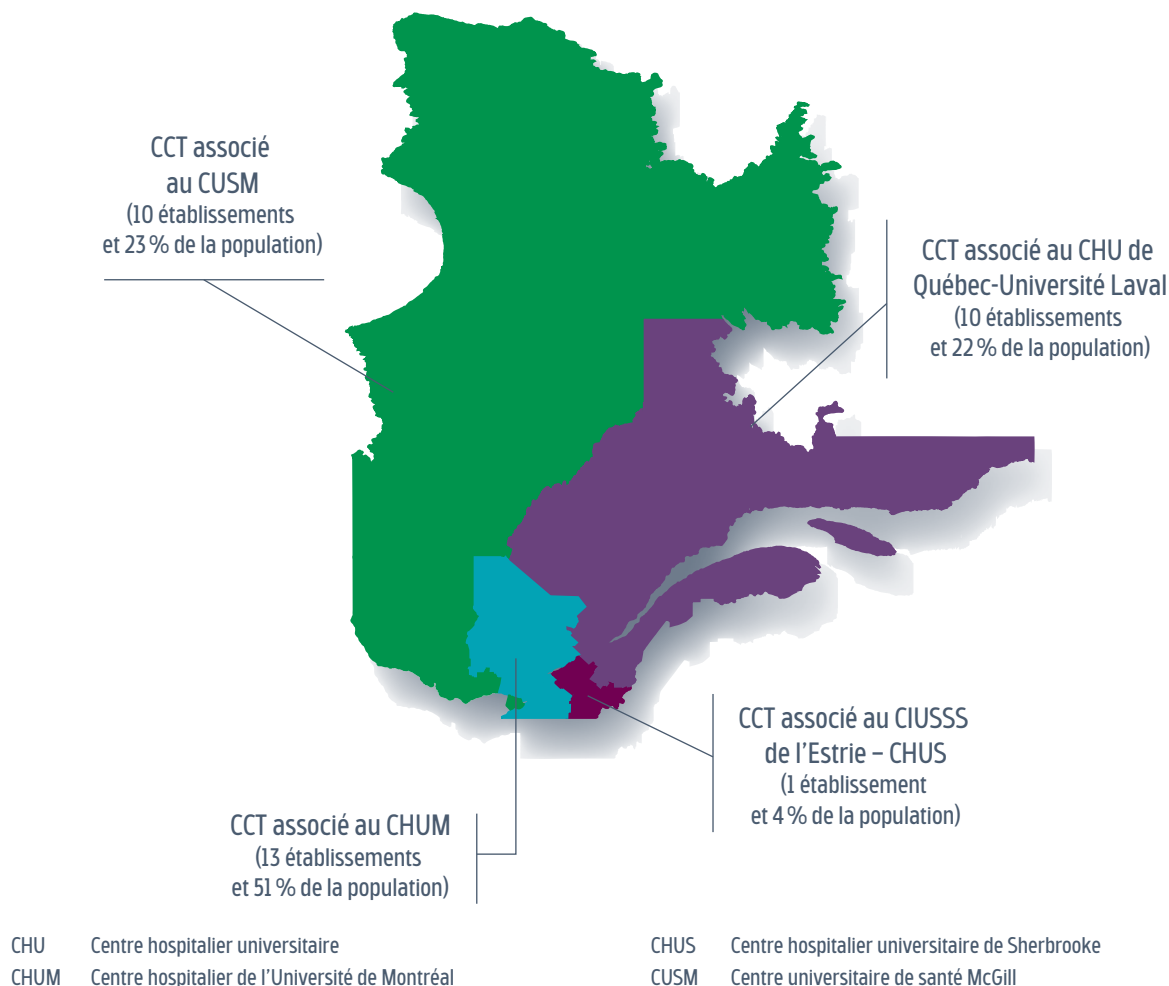 CCT associé
au CUSM
(10 établissements
et 23 % de la population)
CCT associé au CHU de
Québec-Université Laval
(10 établissements
et 22 % de la population)
CCT associé au CIUSSS
de l’Estrie – CHUS
(1 établissement
et 4 % de la population)
CCT associé au CHUM
(13 établissements
et 51 % de la population)
CHU Centre hospitalier universitaire
CHUM Centre hospitalier de l’Université de Montréal
CHUS Centre hospitalier universitaire de Sherbrooke
CUSM Centre universitaire de santé McGill